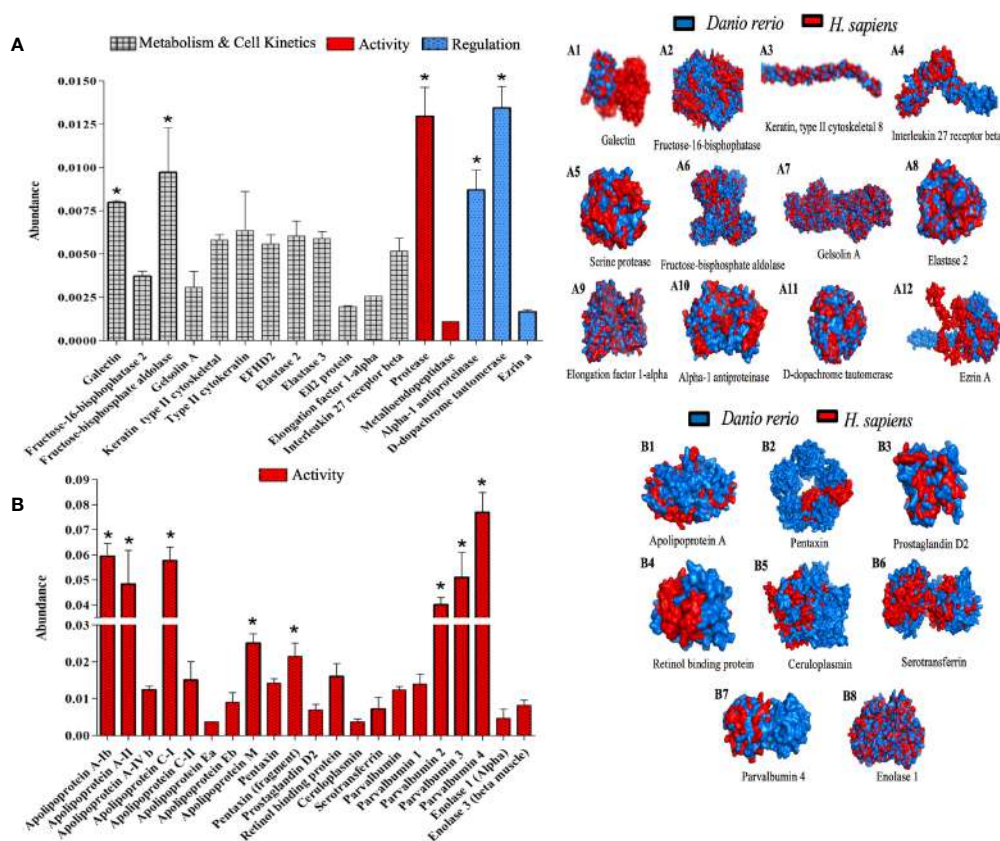 A
Metabolism & Cell Kinetics Activity Regulation
Abundance
0.0150
0.0125
0.0100
0.0075
0.0050
0.0025
0.0000
* * * * *
Galectin
Fructose-16-bisphosphatase 2
Fructose-bisphosphate aldolase
Gelsolin A
Keratin type II cytoskeletal
Type II cytokeratin
EFHD2
Elastase 2
Elastase 3
Ell2 protein
Elongation factor 1-alpha
Interleukin 27 receptor beta
Protease
Metalloendopeptidase
Alpha-1 antiproteinase
D-dopachrome tautomerase
Ezrin a
Danio rerio H. sapiens
A1
Galectin
A2
Fructose-16-bisphophatase
A3
Keratin, type II cytoskeletal 8
A4
Interleukin 27 receptor beta
A5
Serine protease
A6
Fructose-bisphosphate aldolase
A7
Gelsolin A
A8
Elastase 2
A9
Elongation factor 1-alpha
A10
Alpha-1 antiproteinase
A11
D-dopachrome tautomerase
A12
Ezrin A
B
Activity
Abundance
0.09
0.08
0.07
0.06
0.05
0.04
0.03
0.02
0.01
0.00
* * * * * * * *
Apolipoprotein A-Ib
Apolipoprotein A-II
Apolipoprotein A-IV b
Apolipoprotein C-I
Apolipoprotein C-II
Apolipoprotein Ea
Apolipoprotein Eb
Apolipoprotein M
Pentaxin
Pentaxin (fragment)
Prostaglandin D2
Retinol binding protein
Ceruloplasmin
Serotransferrin
Parvalbumin
Parvalbumin 1
Parvalbumin 2
Parvalbumin 3
Parvalbumin 4
Enolase 1 (Alpha)
Enolase 3 (beta muscle)
Danio rerio H. sapiens
B1
Apolipoprotein A
B2
Pentaxin
B3
Prostaglandin D2
B4
Retinol binding protein
B5
Ceruloplasmin
B6
Serotransferrin
B7
Parvalbumin 4
B8
Enolase 1